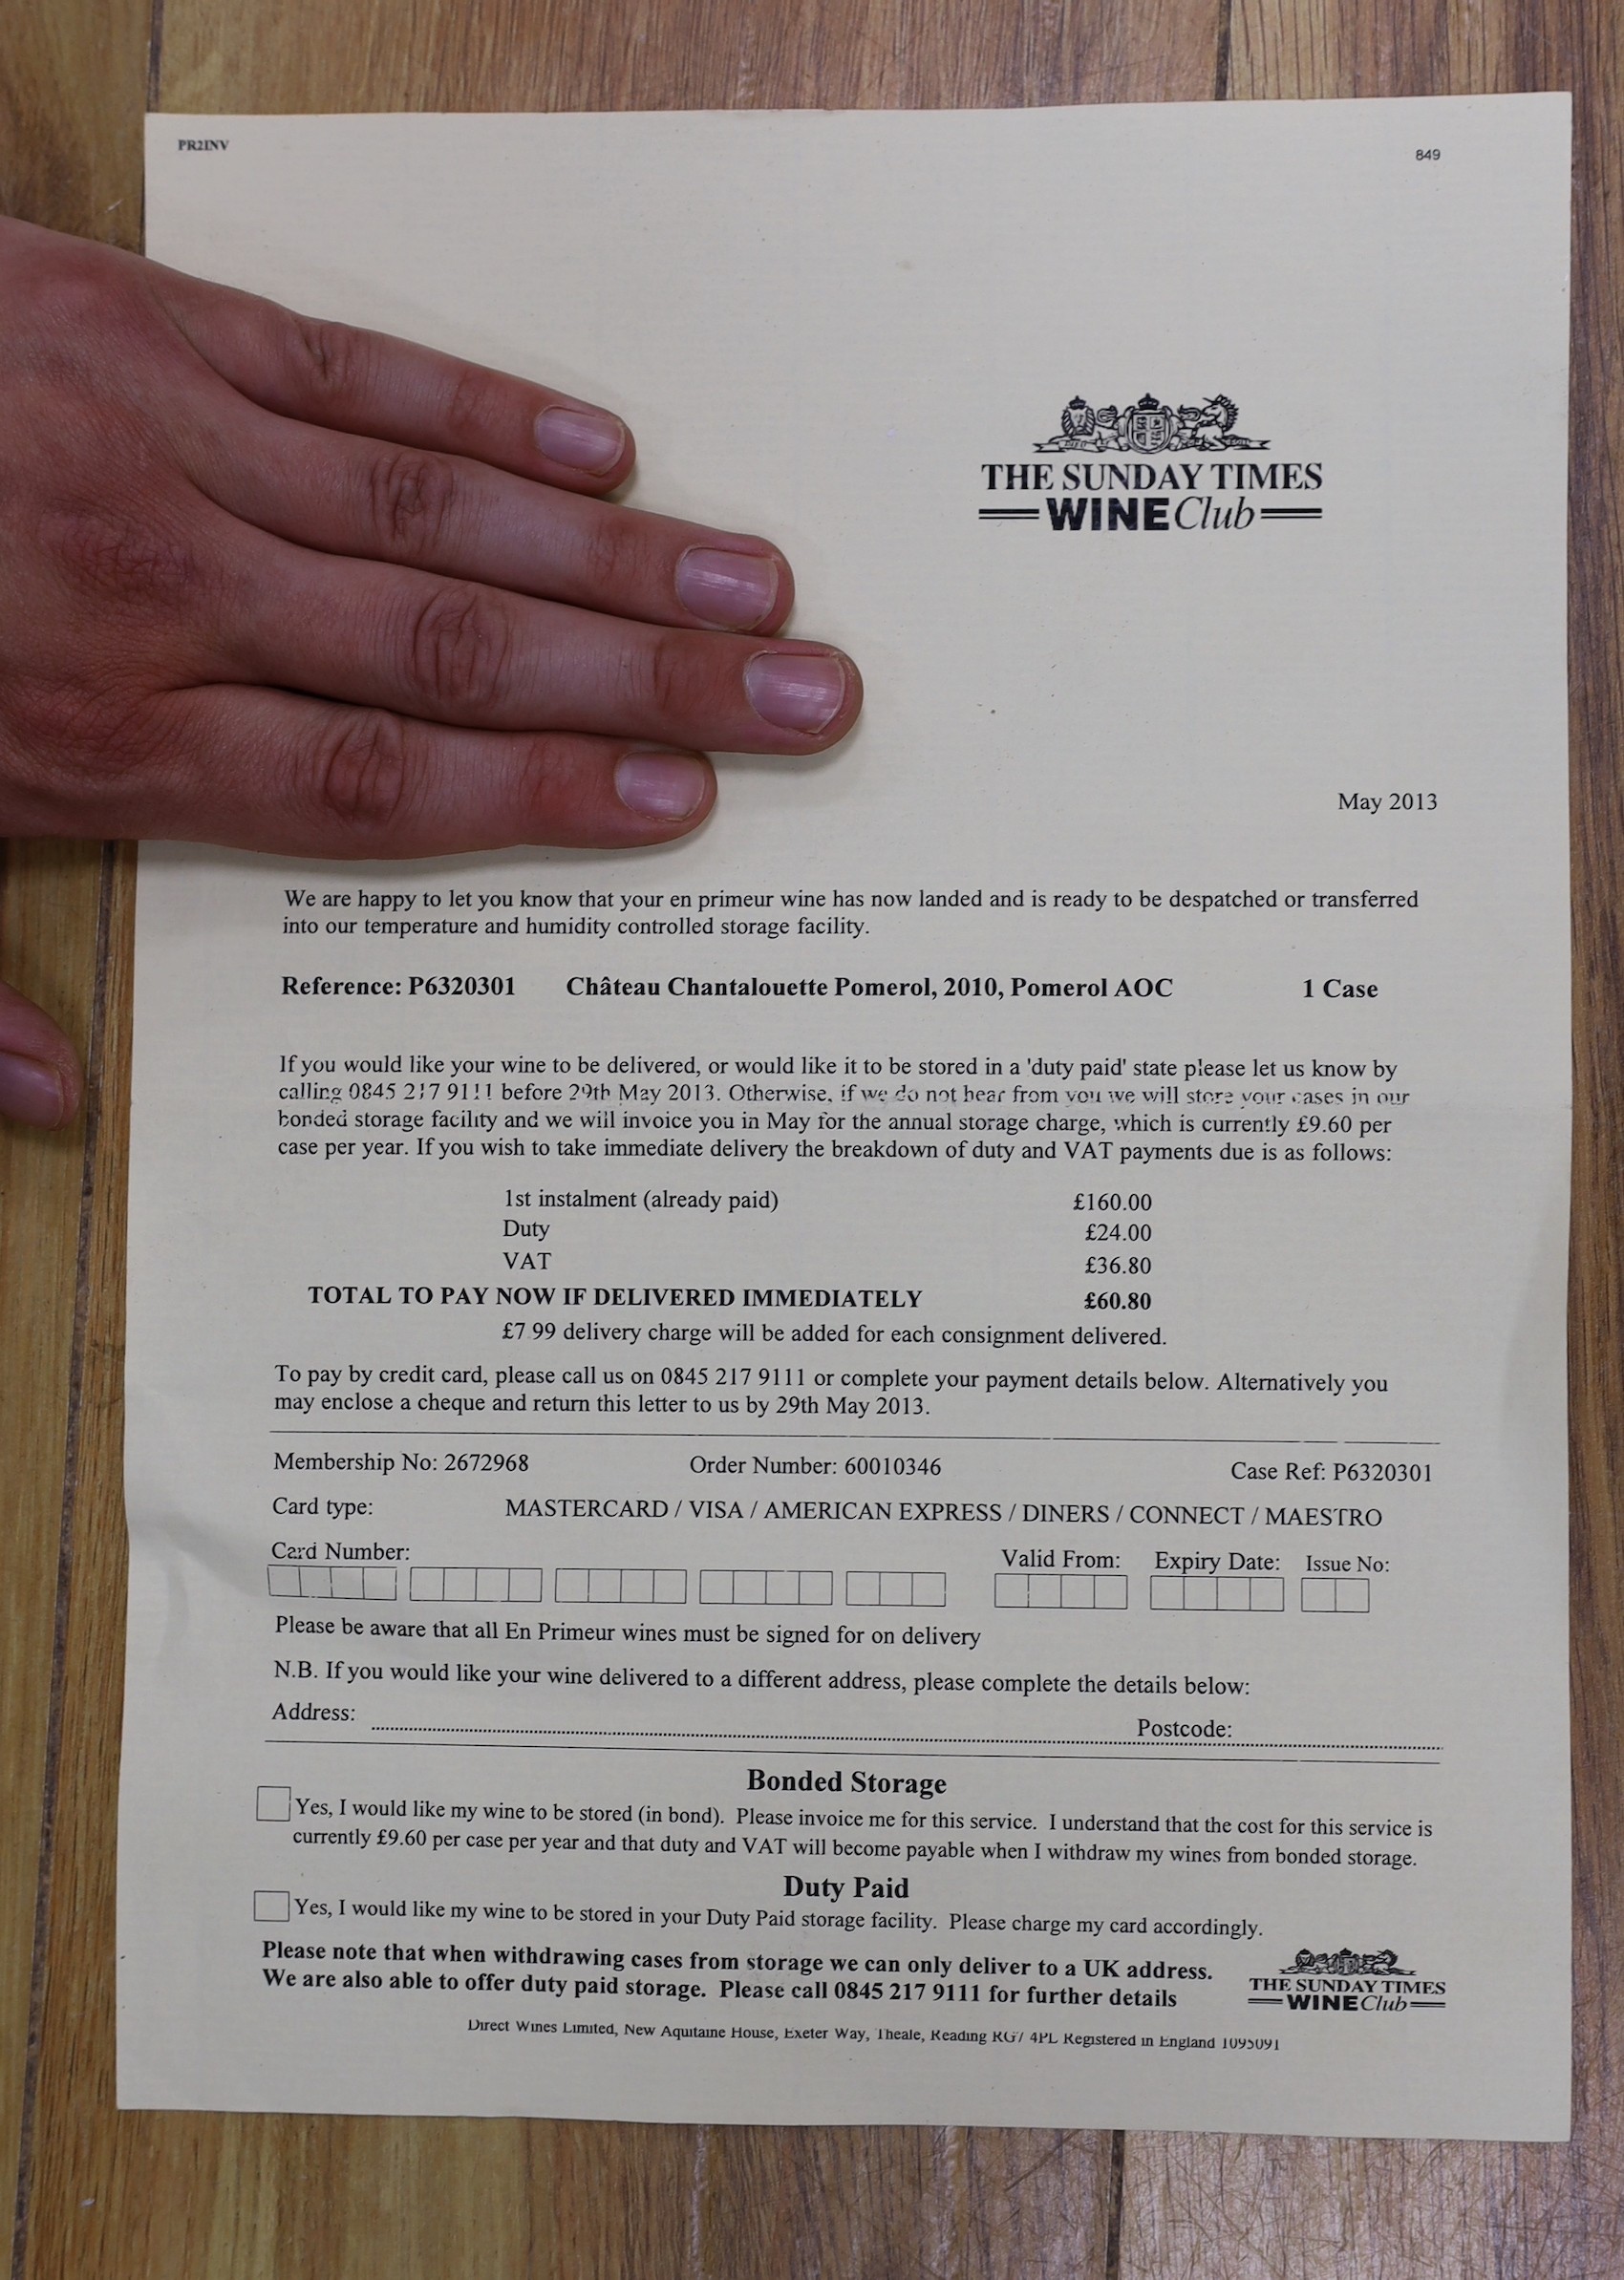 PR2INV
849
THE SUNDAY TIMES
WINE Club
May 2013
We are happy to let you know that your en primeur wine has now landed and is ready to be despatched or transferred
into our temperature and humidity controlled storage facility.
Reference: P6320301 Château Chantalouette Pomerol, 2010, Pomerol AOC 1 Case
If you would like your wine to be delivered, or would like it to be stored in a 'duty paid' state please let us know by
calling 0845 217 9111 before 29th May 2013. Otherwise, if we do not hear from you we will store your cases in our
bonded storage facility and we will invoice you in May for the annual storage charge, which is currently £9.60 per
case per year. If you wish to take immediate delivery the breakdown of duty and VAT payments due is as follows:
1st instalment (already paid) £160.00
Duty £24.00
VAT £36.80
TOTAL TO PAY NOW IF DELIVERED IMMEDIATELY £60.80
£7.99 delivery charge will be added for each consignment delivered.
To pay by credit card, please call us on 0845 217 9111 or complete your payment details below. Alternatively you
may enclose a cheque and return this letter to us by 29th May 2013.
Membership No: 2672968 Order Number: 60010346 Case Ref: P6320301
Card type: MASTERCARD / VISA / AMERICAN EXPRESS / DINERS / CONNECT / MAESTRO
Card Number: Valid From: Expiry Date: Issue No:
Please be aware that all En Primeur wines must be signed for on delivery
N.B. If you would like your wine delivered to a different address, please complete the details below:
Address: Postcode:
Bonded Storage
Yes, I would like my wine to be stored (in bond). Please invoice me for this service. I understand that the cost for this service is
currently £9.60 per case per year and that duty and VAT will become payable when I withdraw my wines from bonded storage.
Duty Paid
Yes, I would like my wine to be stored in your Duty Paid storage facility. Please charge my card accordingly.
Please note that when withdrawing cases from storage we can only deliver to a UK address.
We are also able to offer duty paid storage. Please call 0845 217 9111 for further details
THE SUNDAY TIMES
WINE Club
Direct Wines Limited, New Aquitaine House, Exeter Way, Theale, Reading RG7 4PL Registered in England 1095091